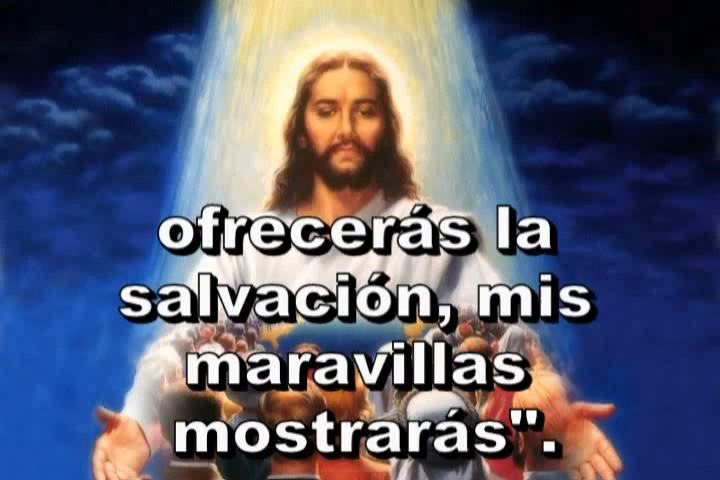 ofrecerás la
salvación, mis
maravillas
mostrarás".